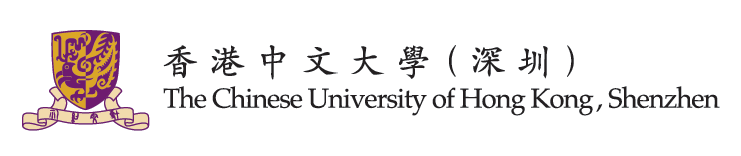 香港中文大學(深圳)
The Chinese University of Hong Kong, Shenzhen